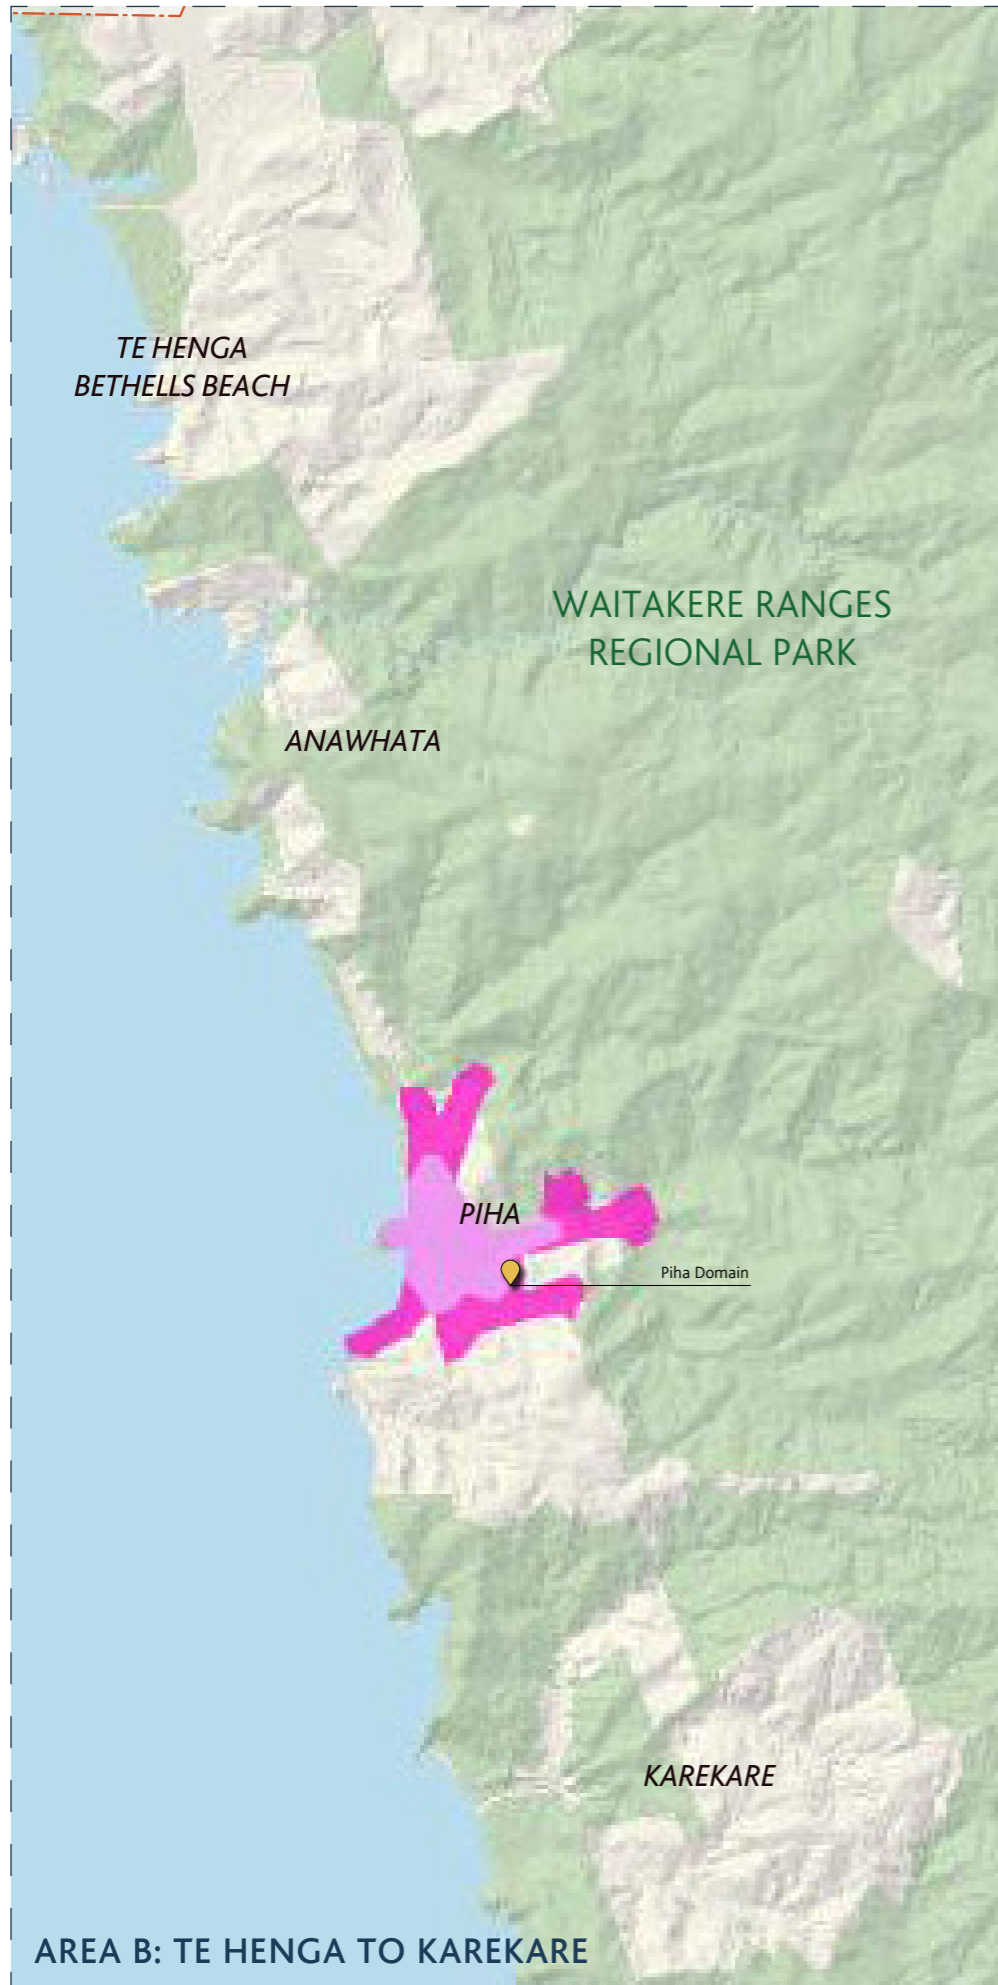 TE HENGA
BETHELLS BEACH
WAITAKERE RANGES
REGIONAL PARK
ANAWHATA
PIHA
Piha Domain
KAREKARE
AREA B: TE HENGA TO KAREKARE